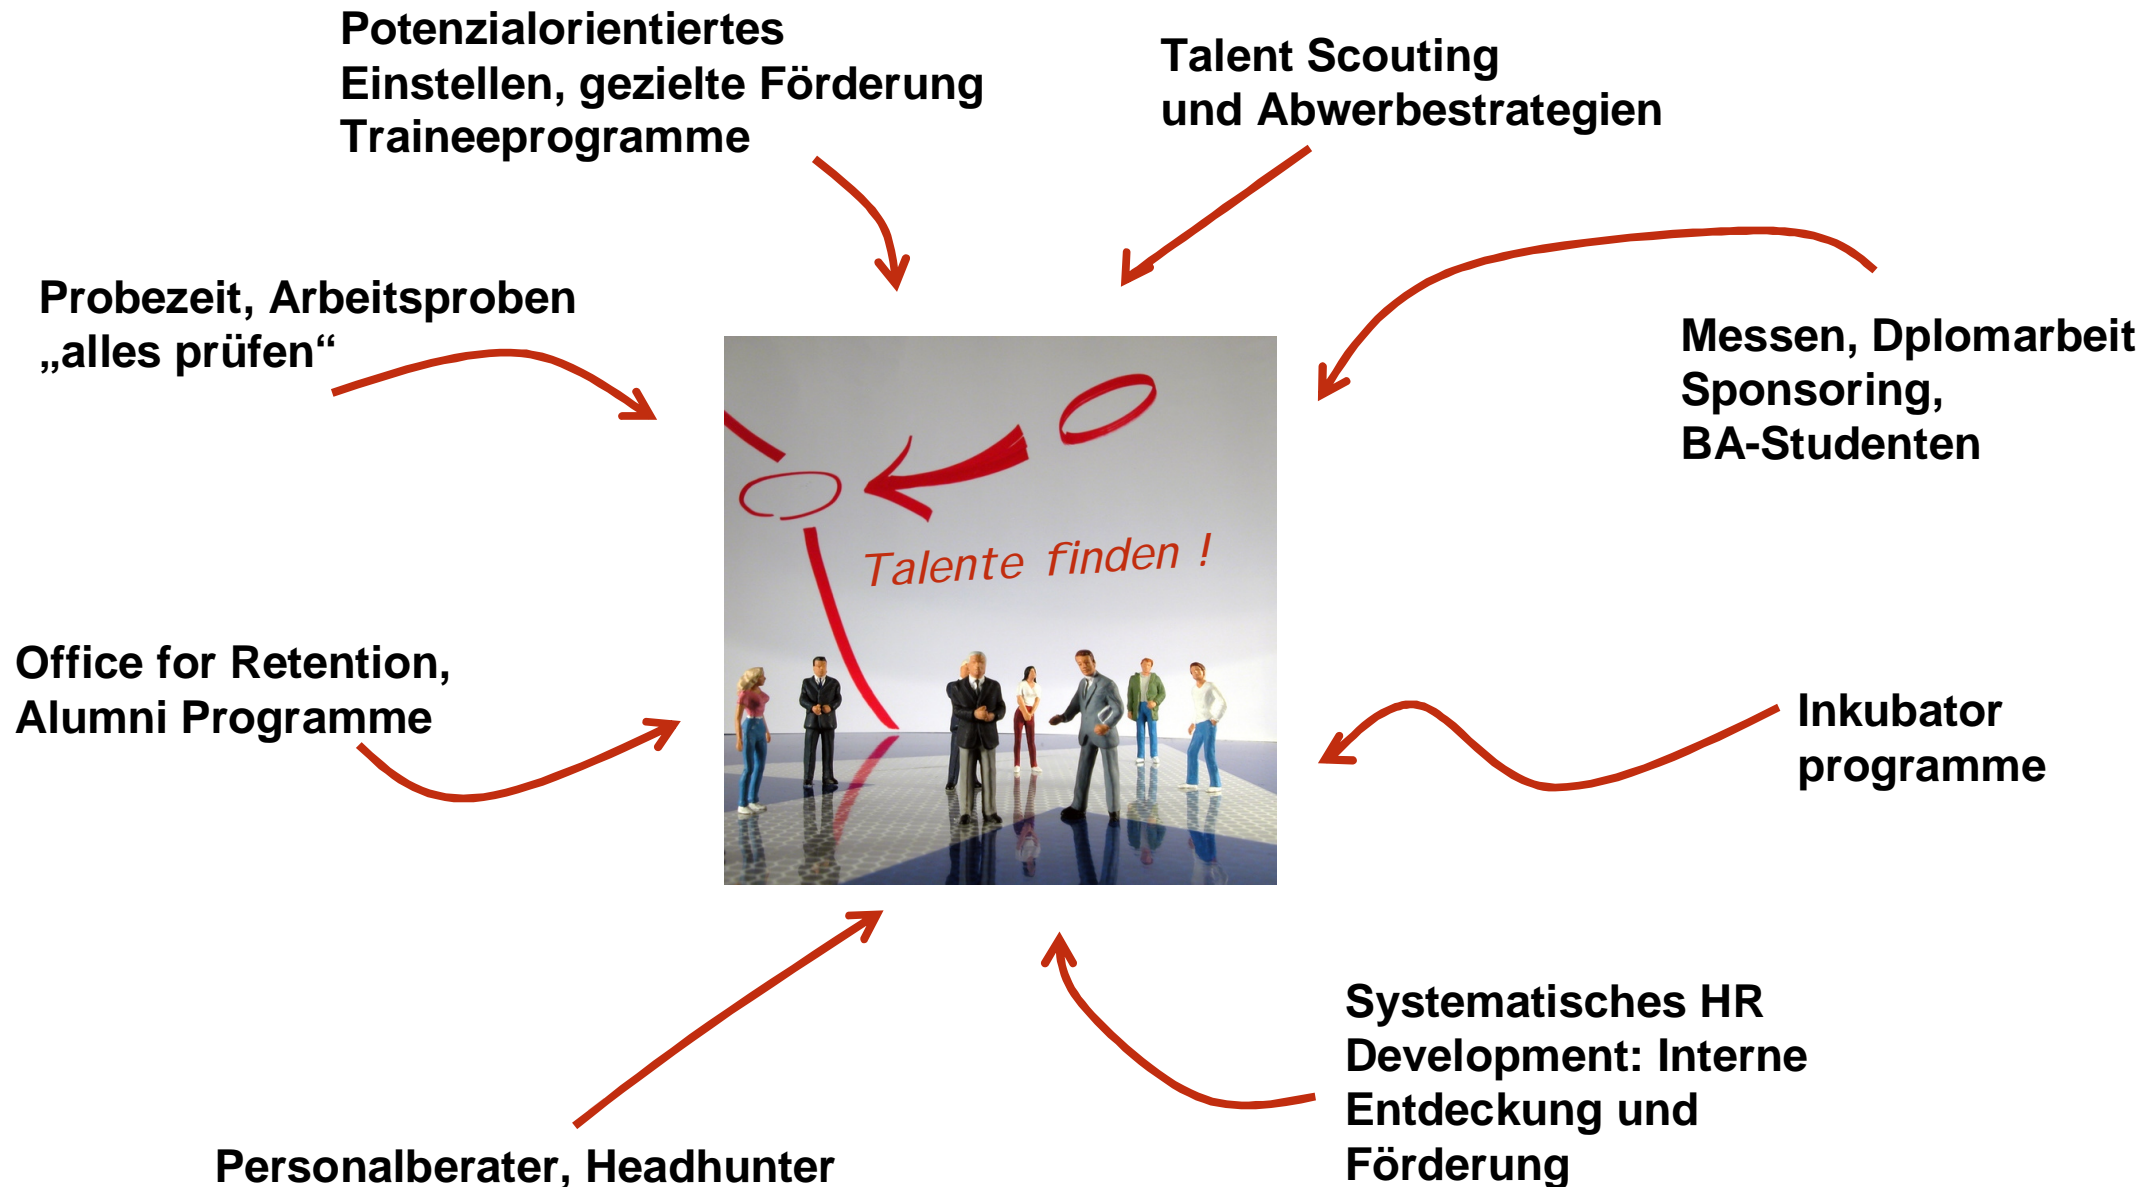 Potenzialorientiertes
Einstellen, gezielte Förderung
Traineeprogramme
Talent Scouting
und Abwerbestrategien
Probezeit, Arbeitsproben
„alles prüfen“
Messen, Dplomarbeit
Sponsoring,
BA-Studenten
Talente finden !
Office for Retention,
Alumni Programme
Inkubator
programme
Systematisches HR
Development: Interne
Entdeckung und
Förderung
Personalberater, Headhunter